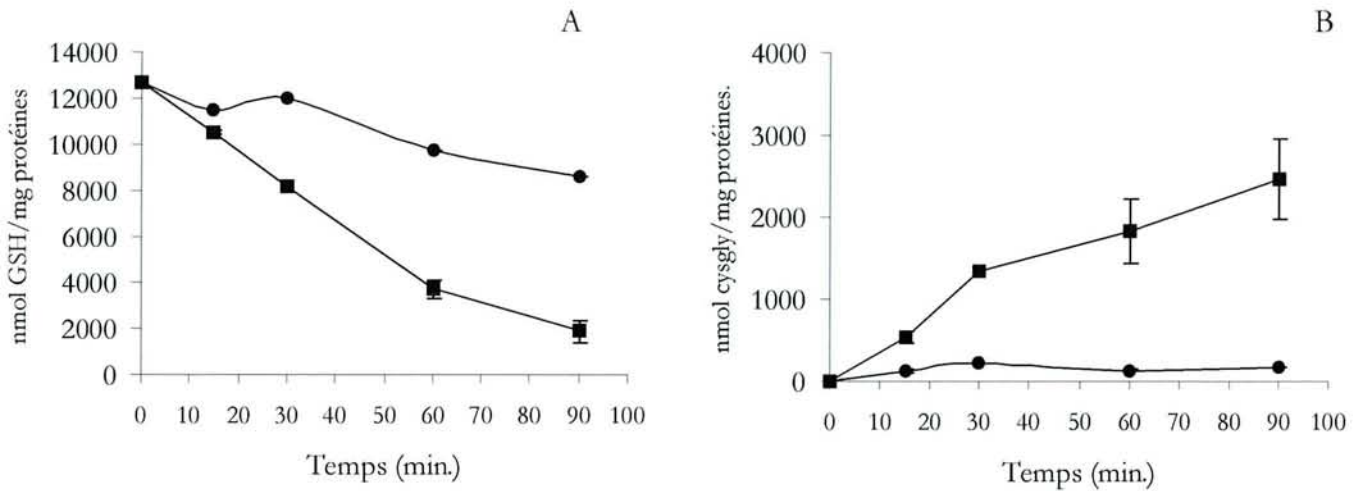 A
nmol GSH/mg protéines
14000
12000
10000
8000
6000
4000
2000
0
0 10 20 30 40 50 60 70 80 90 100
Temps (min.)
B
nmol cysgly/mg protéines.
4000
3000
2000
1000
0
0 10 20 30 40 50 60 70 80 90 100
Temps (min.)